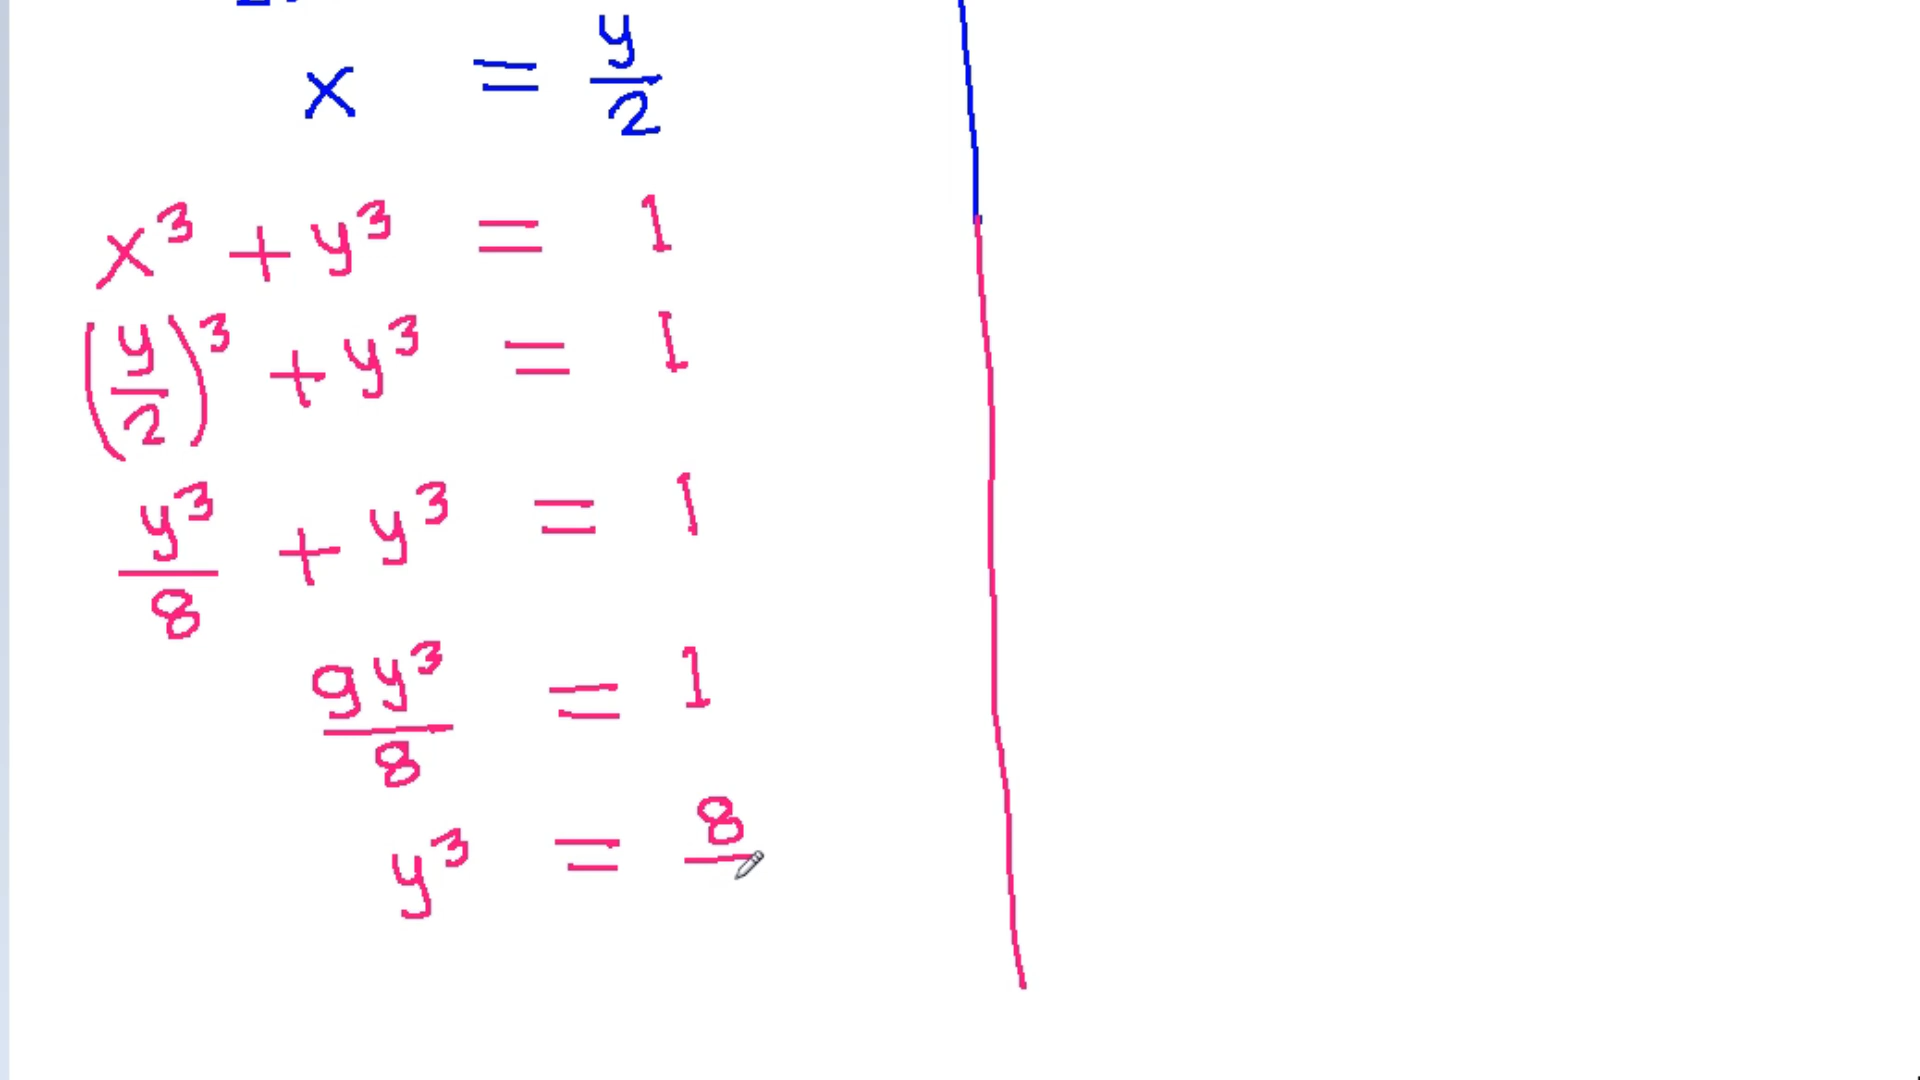 x = y/2
x³ + y³ = 1
(y/2)³ + y³ = 1
y³/8 + y³ = 1
9y³/8 = 1
y³ = 8/